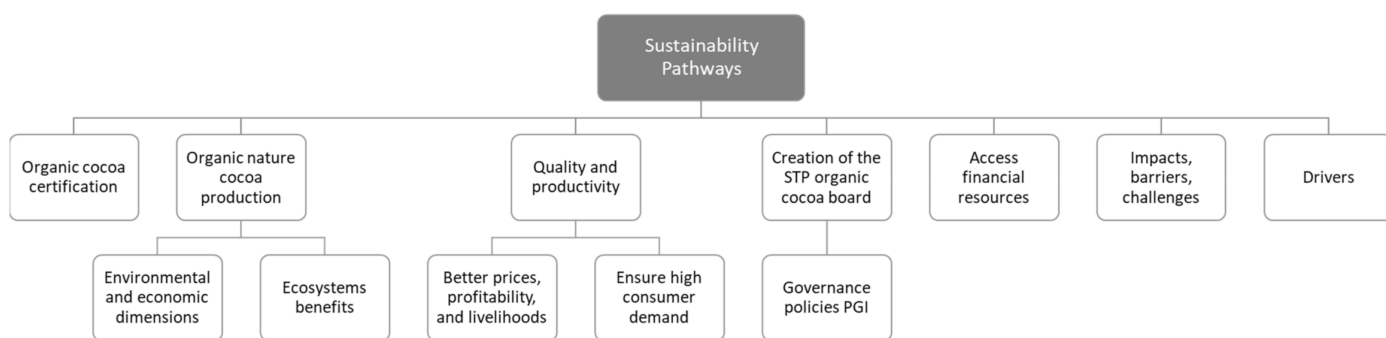 Sustainability
Pathways
Organic cocoa
certification
Organic nature
cocoa
production
Quality and
productivity
Creation of the
STP organic
cocoa board
Access
financial
resources
Impacts,
barriers,
challenges
Drivers
Environmental
and economic
dimensions
Ecosystems
benefits
Better prices,
profitability,
and livelihoods
Ensure high
consumer
demand
Governance
policies PGI